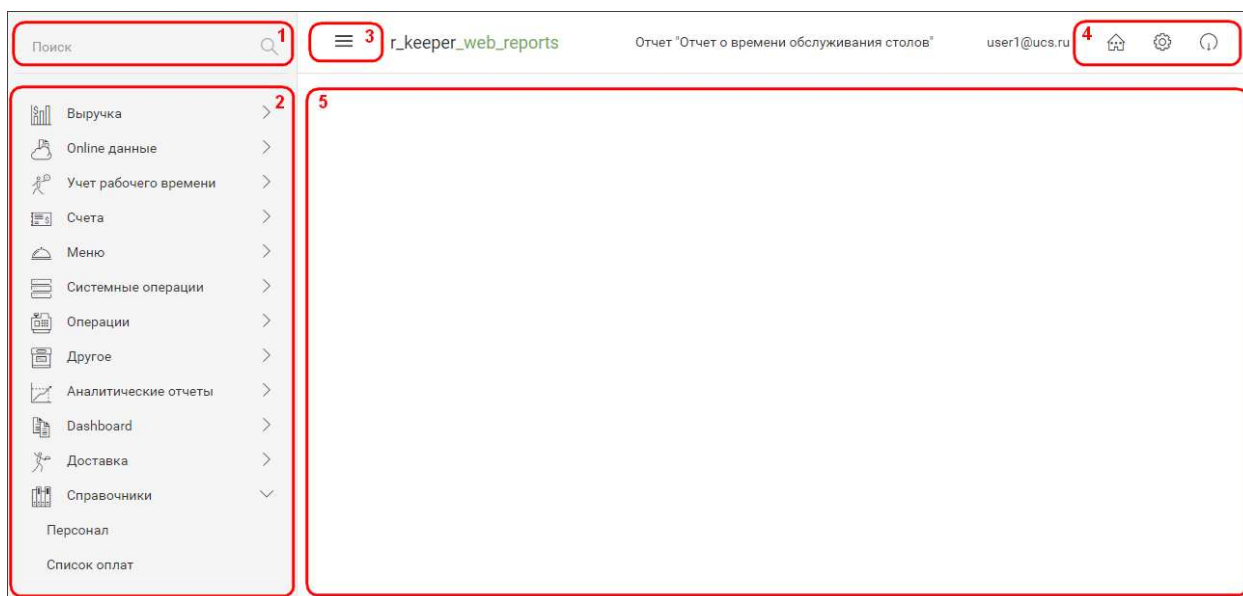 Поиск
1
3
r_keeper_web_reports
Отчет "Отчет о времени обслуживания столов"
user1@ucs.ru
4
2
5
Выручка
Online данные
Учет рабочего времени
Счета
Меню
Системные операции
Операции
Другое
Аналитические отчеты
Dashboard
Доставка
Справочники
Персонал
Список оплат